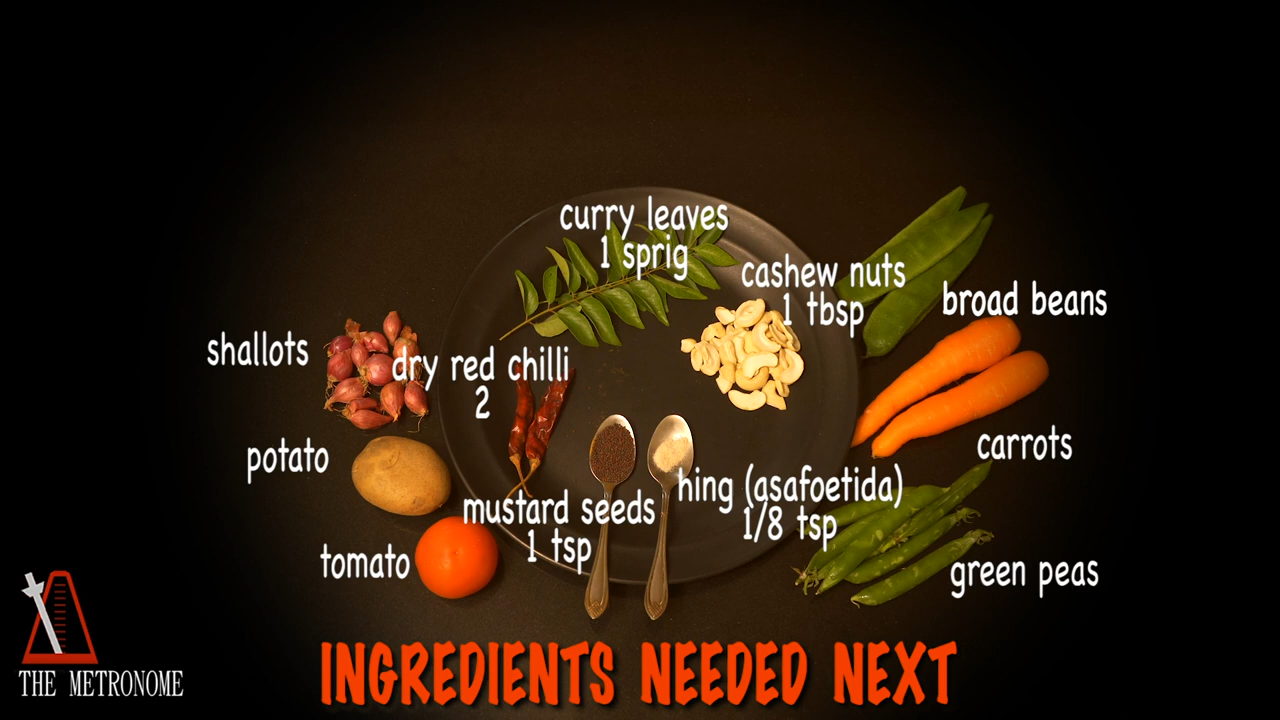 curry leaves
1 sprig
cashew nuts
1 tbsp
broad beans
shallots
dry red chilli
2
carrots
potato
hing (asafoetida)
1/8 tsp
mustard seeds
1 tsp
tomato
green peas
INGREDIENTS NEEDED NEXT
THE METRONOME